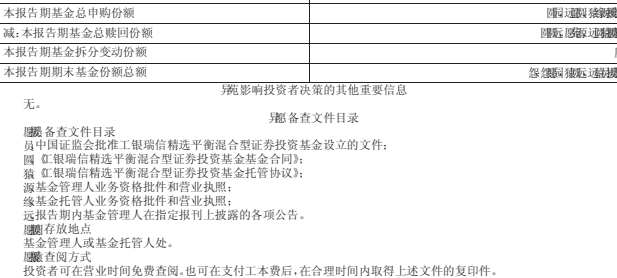 本报告期基金总申购份额
减:本报告期基金总赎回份额
本报告期基金拆分变动份额
本报告期期末基金份额总额
影响投资者决策的其他重要信息
无。
备查文件目录
备查文件目录
员中国证监会批准工银瑞信精选平衡混合型证券投资基金设立的文件;
圆《工银瑞信精选平衡混合型证券投资基金基金合同》;
猿《工银瑞信精选平衡混合型证券投资基金托管协议》;
源基金管理人业务资格批件和营业执照;
缘基金托管人业务资格批件和营业执照;
远报告期内基金管理人在指定报刊上披露的各项公告。
存放地点
基金管理人或基金托管人处。
查阅方式
投资者可在营业时间免费查阅。也可在支付工本费后,在合理时间内取得上述文件的复印件。